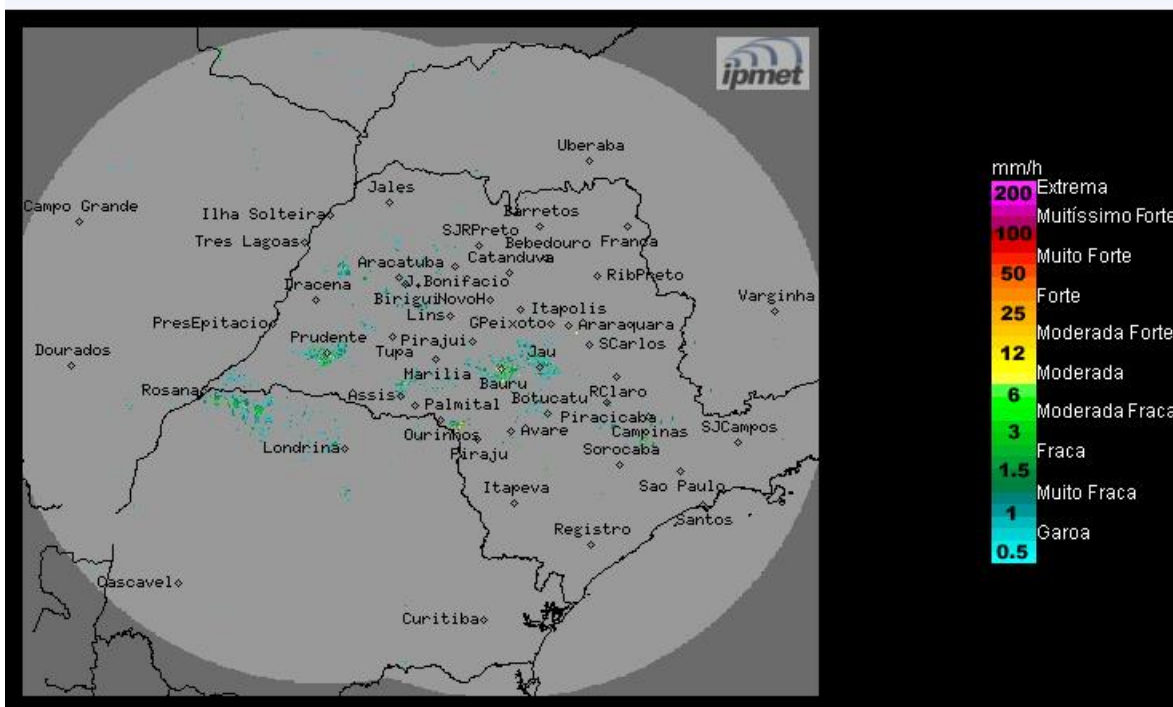 ipmet
Uberaba
Jales
Campo Grande
Ilha Solteira
Barretos
SJRPreto
Tres Lagoas
Bebedouro Franca
Catanduva
Aracatuba
J.Bonifacio
RibPreto
Dracena
BiriguiNovoH
Itapolis
Varginha
Lins
PresEpitacio
GPeixoto
Araraquara
Prudente
Pirajui
SCarlos
Dourados
Tupa
Jau
Marilia
Bauru
Rosana
Assis
RClaro
Botucatu
Palmital
Piracicaba
Ourinhos
Avare
Campinas
SJCampos
Londrina
Piraju
Sorocaba
Itapeva
Sao Paulo
Santos
Registro
Cascavel
Curitiba
mm/h
200 Extrema
Muitíssimo Forte
100
Muito Forte
50
Forte
25
Moderada Forte
12
Moderada
6
Moderada Fraca
3
Fraca
1.5
Muito Fraca
1
Garoa
0.5